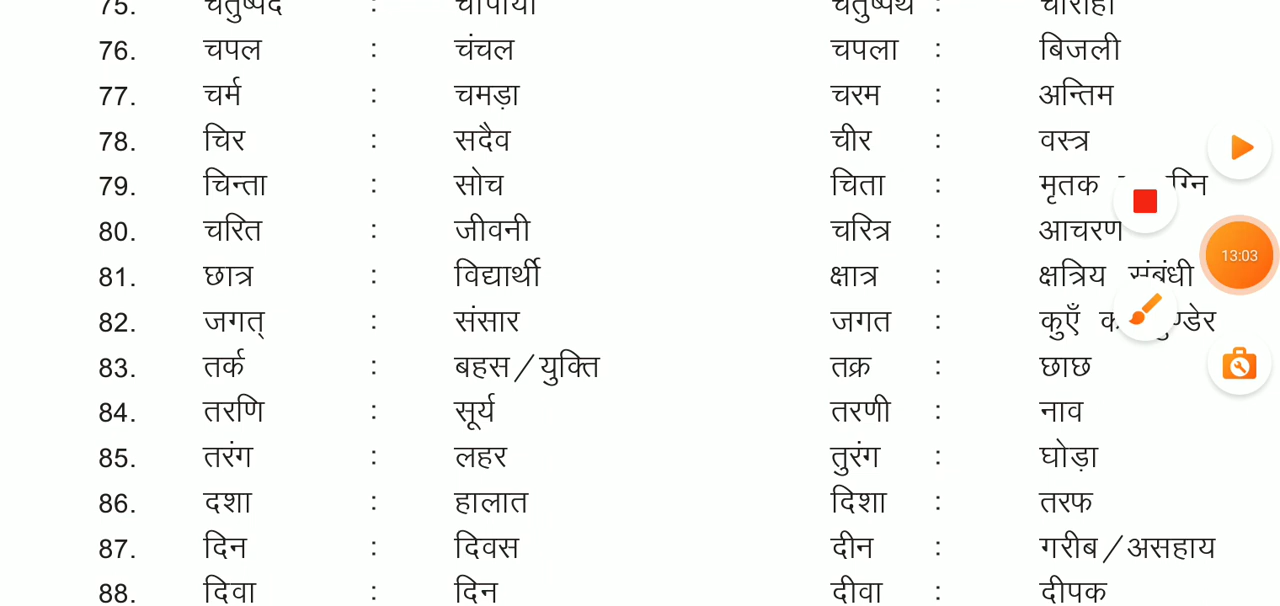 75. चतुष्पद : चौपाया चतुष्पथ : चौराहा
76. चपल : चंचल चपला : बिजली
77. चर्म : चमड़ा चरम : अन्तिम
78. चिर : सदैव चीर : वस्त्र
79. चिन्ता : सोच चिता : मृतक
80. चरित : जीवनी चरित्र : आचरण
81. छात्र : विद्यार्थी क्षात्र : क्षत्रिय संबंधी
82. जगत् : संसार जगत : कुएँ
83. तर्क : बहस/युक्ति तक्र : छाछ
84. तरणि : सूर्य तरणी : नाव
85. तरंग : लहर तुरंग : घोड़ा
86. दशा : हालात दिशा : तरफ
87. दिन : दिवस दीन : गरीब/असहाय
88. दिवा : दिन दीवा : दीपक
13:03